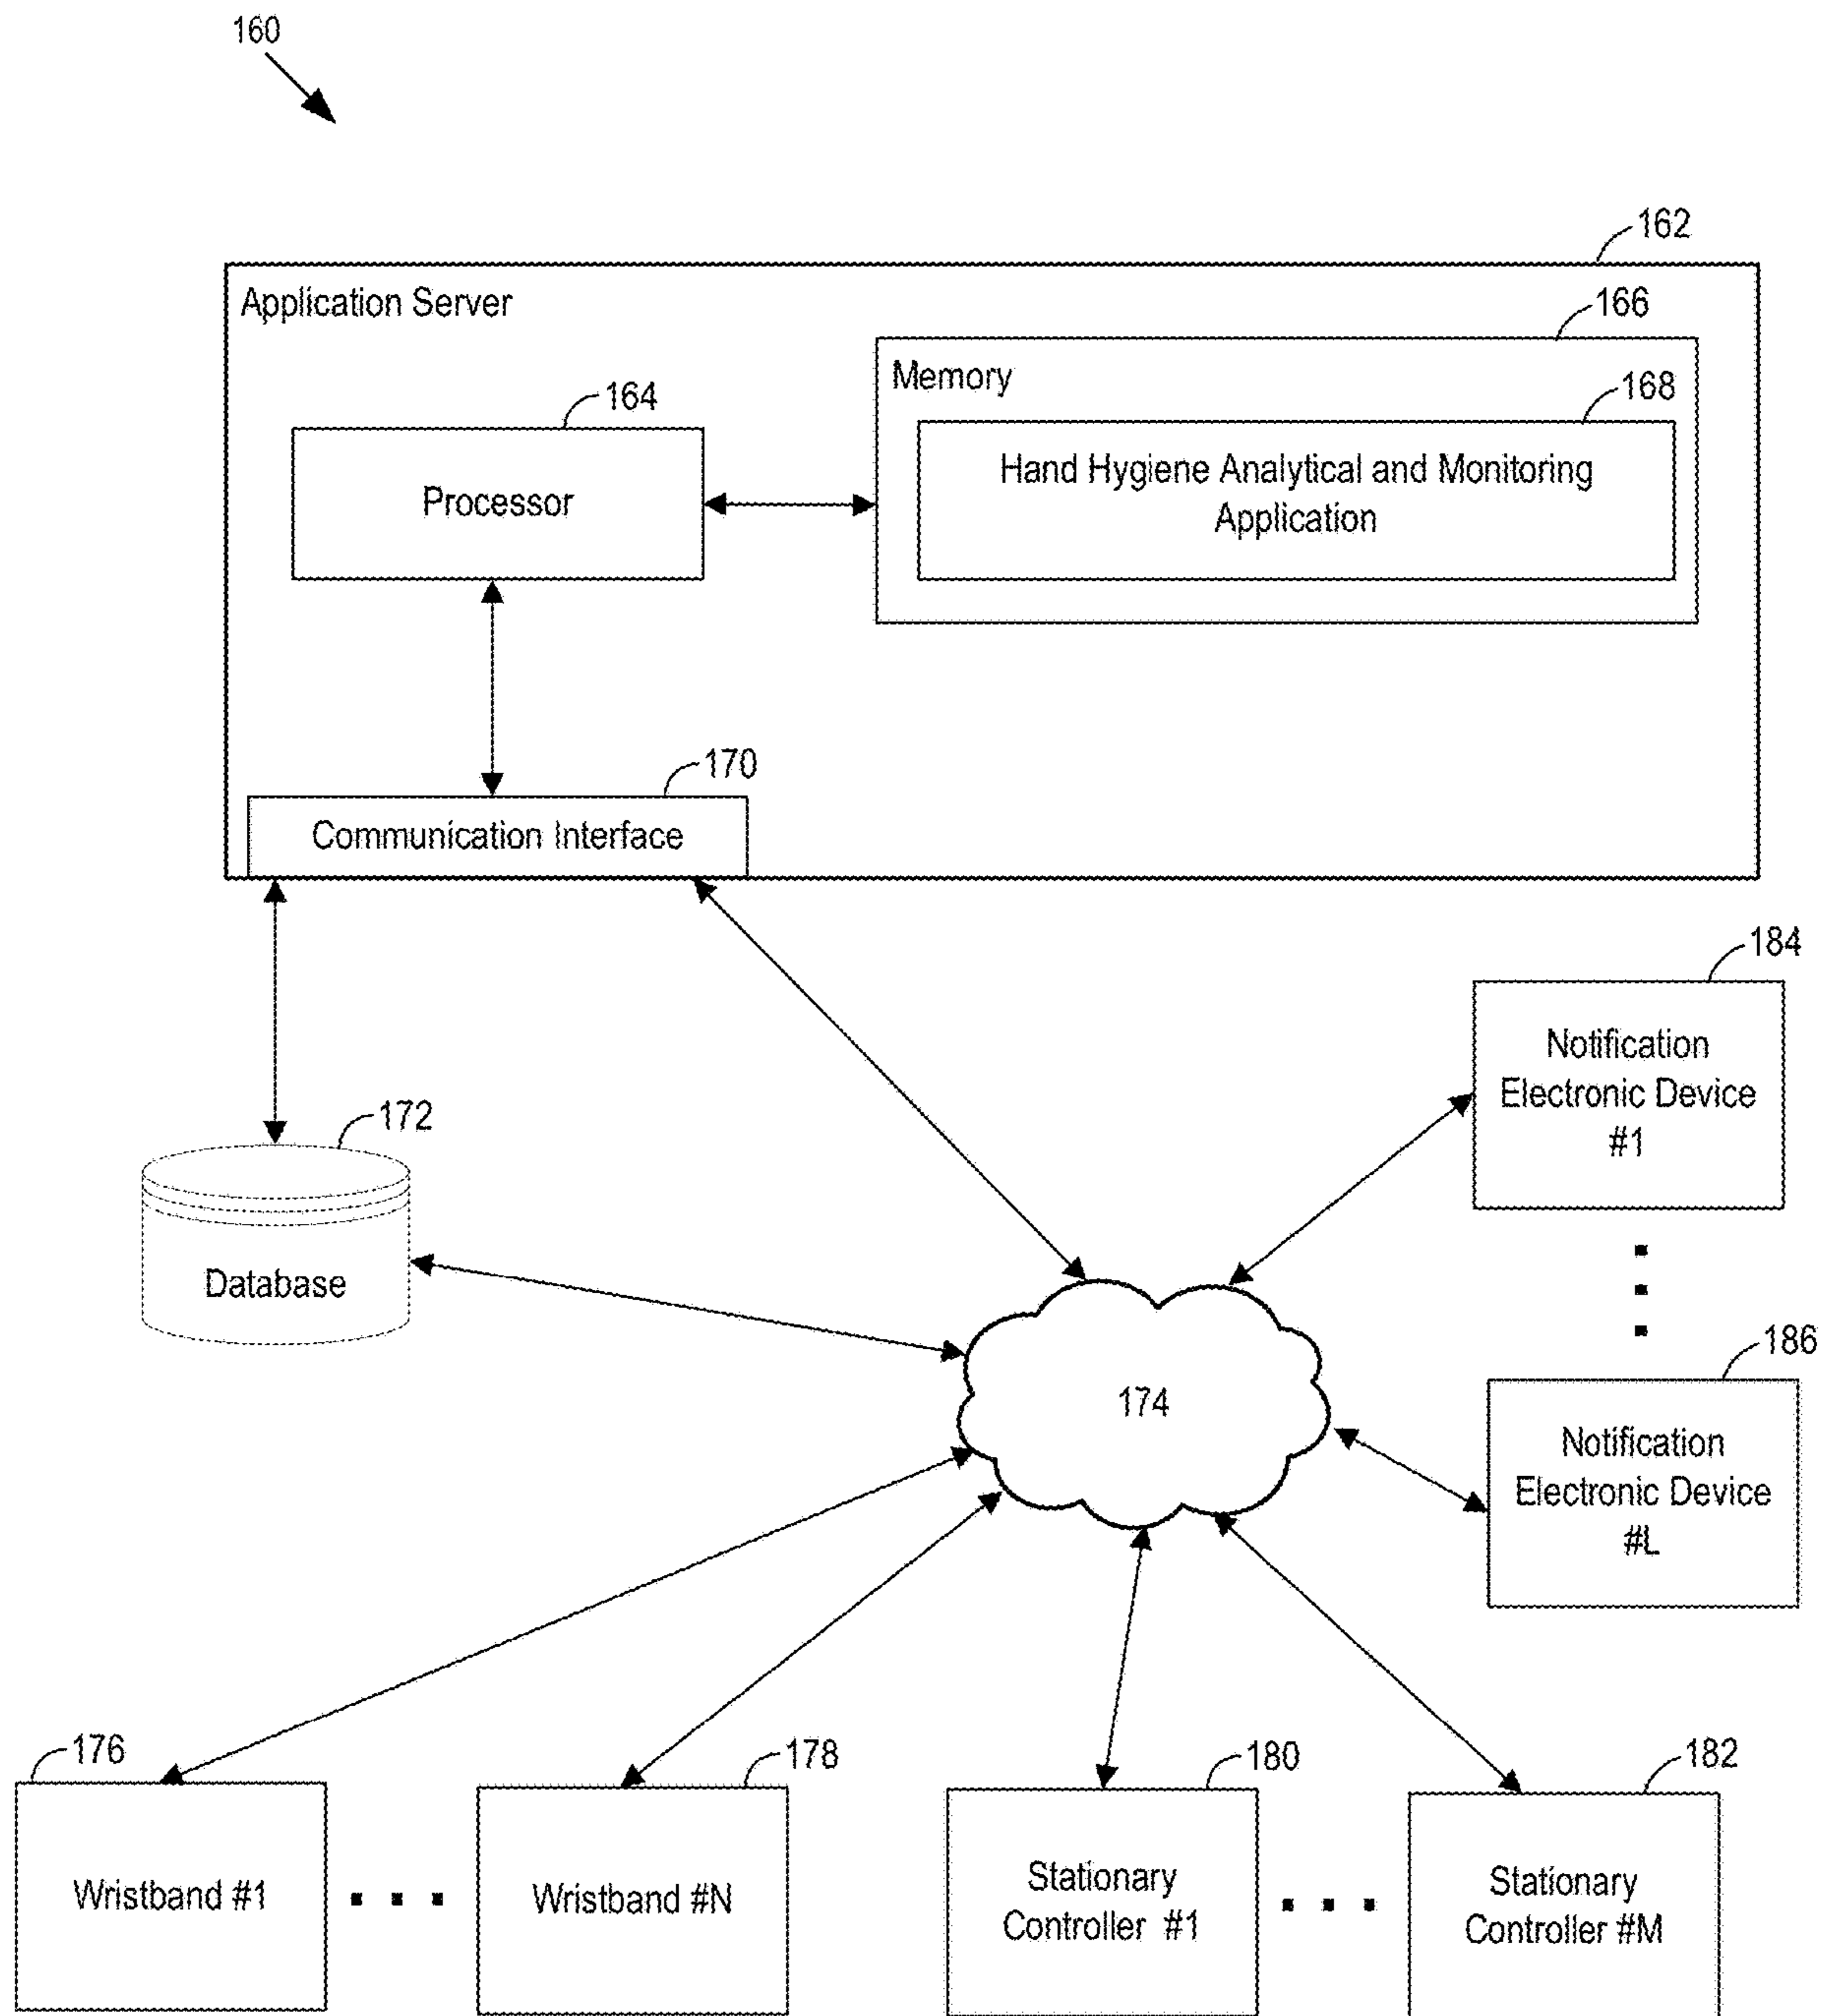 160
162
Application Server
166
Memory
164
168
Processor
Hand Hygiene Analytical and Monitoring
Application
170
Communication Interface
184
Notification
Electronic Device
#1
172
Database
174
186
Notification
Electronic Device
#L
176
Wristband #1
178
Wristband #N
180
Stationary
Controller #1
182
Stationary
Controller #M